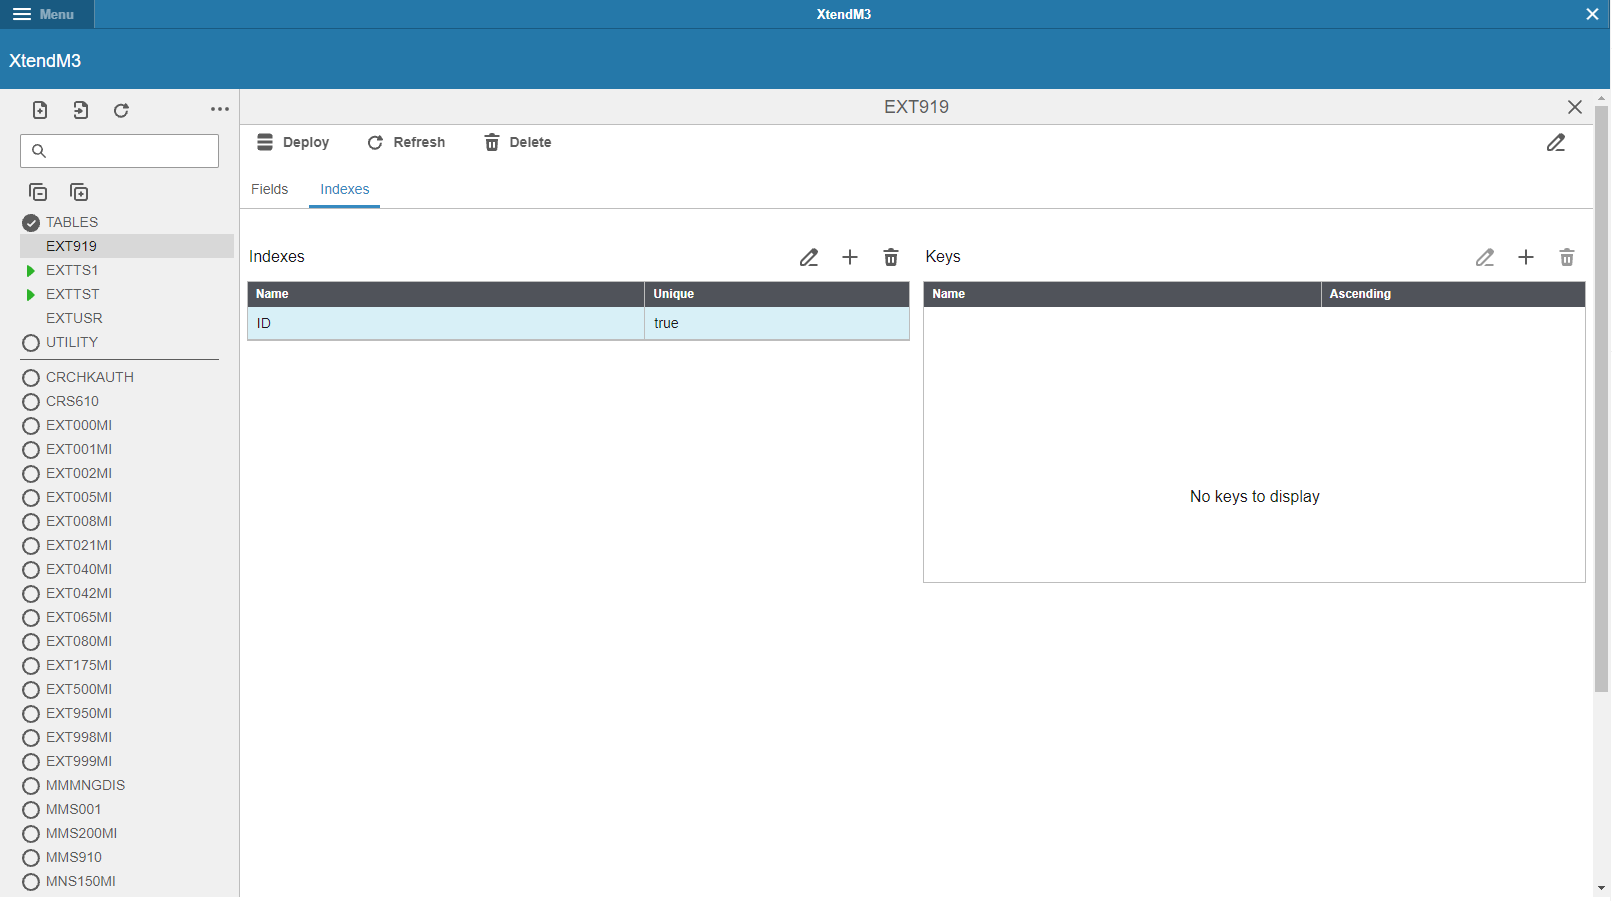 Menu
XtendM3
XtendM3
EXT919
Deploy Refresh Delete
Fields Indexes
TABLES
EXT919
EXTTS1
EXTTST
EXTUSR
UTILITY
CRCHKAUTH
CRS610
EXT000MI
EXT001MI
EXT002MI
EXT005MI
EXT008MI
EXT021MI
EXT040MI
EXT042MI
EXT065MI
EXT080MI
EXT175MI
EXT500MI
EXT950MI
EXT998MI
EXT999MI
MMMNGDIS
MMS001
MMS200MI
MMS910
MNS150MI
Indexes
Name Unique
ID true
Keys
Name Ascending
No keys to display